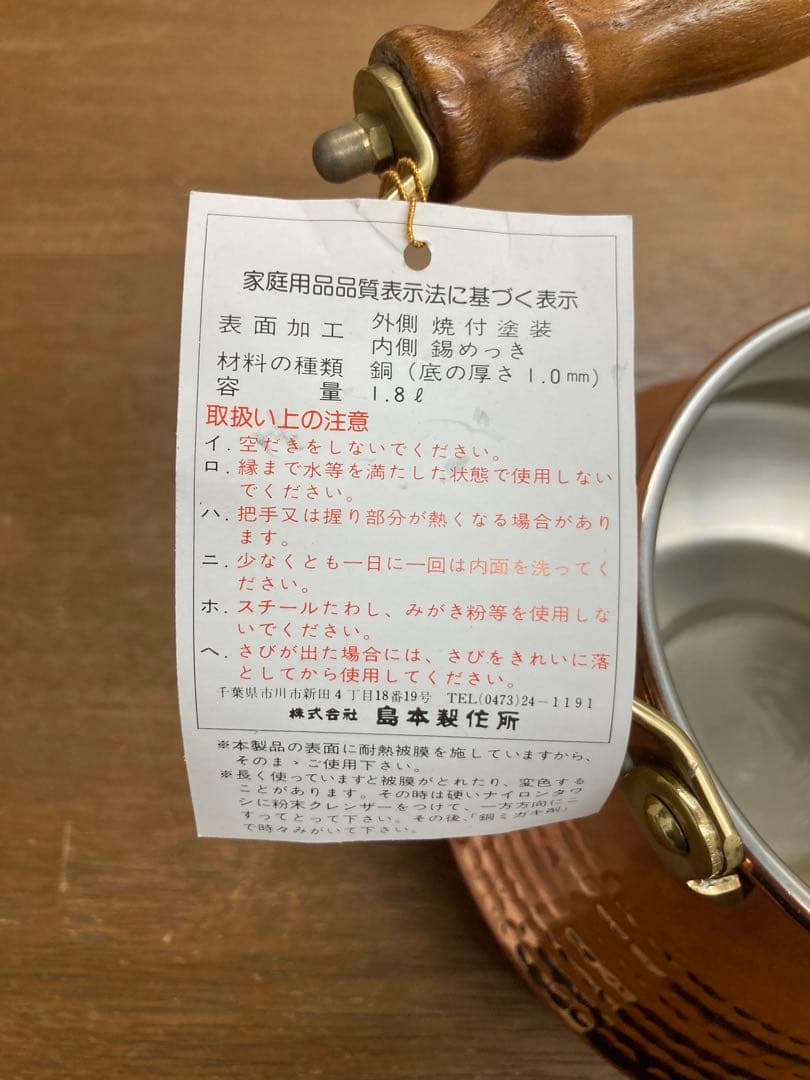 家庭用品品質表示法に基づく表示
表面加工 外側 焼付塗装
内側 錫めっき
材料の種類 銅（底の厚さ1.0mm）
容量 1.8ℓ
取扱い上の注意
イ．空だきをしないでください。
ロ．縁まで水等を満たした状態で使用しない
でください。
ハ．把手又は握り部分が熱くなる場合があり
ます。
ニ．少なくとも一日に一回は内面を洗ってく
ださい。
ホ．スチールたわし、みがき粉等を使用しな
いでください。
ヘ．さびが出た場合には、さびをきれいに落
としてから使用してください。
千葉県市川市新田4丁目18番19号 TEL(0473)24−1191
株式会社 島本製作所
※本製品の表面に耐熱被膜を施していますから、
そのまゝご使用下さい。
※長く使っていますと被膜がとれたり、変色する
ことがあります。その時は硬いナイロンタワ
シに粉末クレンザーをつけて、一方方向にこ
すってとって下さい。その後、「銅ミガキ剤」
で時々みがいて下さい。